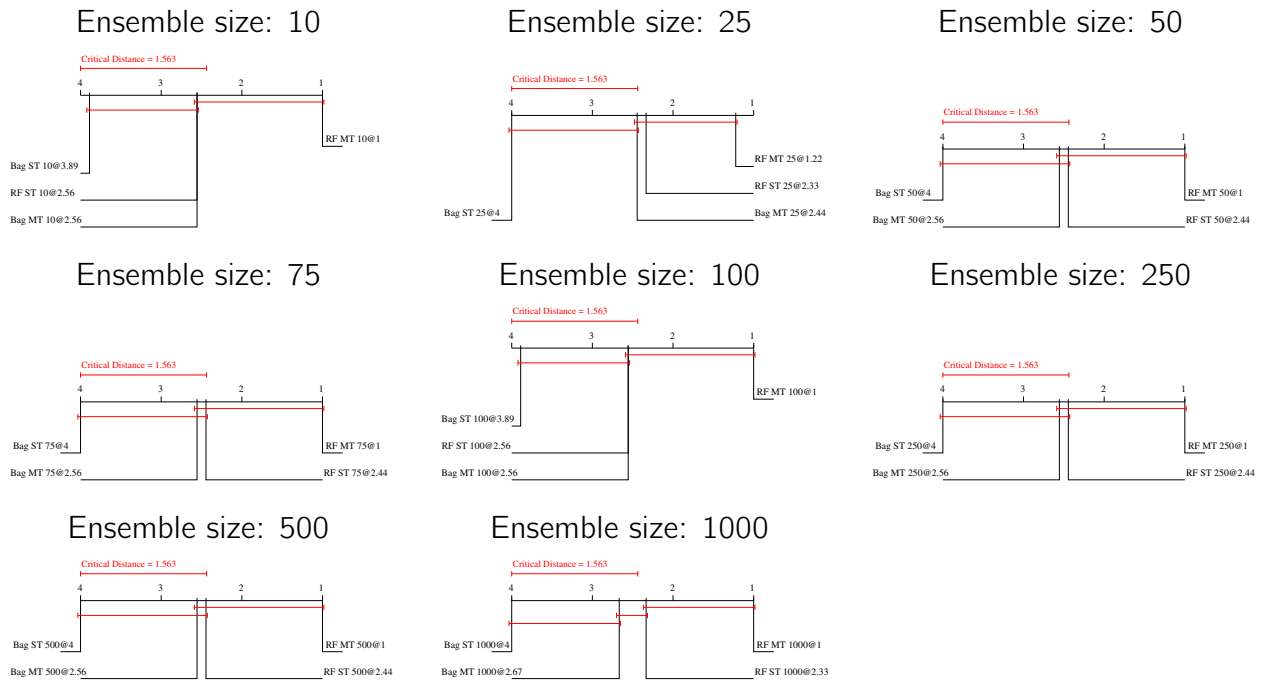 Ensemble size: 10
Critical Distance = 1.563
4 3 2 1
RF MT 10@1
Bag ST 10@3.89
RF ST 10@2.56
Bag MT 10@2.56
Ensemble size: 25
Critical Distance = 1.563
4 3 2 1
RF MT 25@1.22
RF ST 25@2.33
Bag ST 25@4
Bag MT 25@2.44
Ensemble size: 50
Critical Distance = 1.563
4 3 2 1
Bag ST 50@4
RF MT 50@1
Bag MT 50@2.56
RF ST 50@2.44
Ensemble size: 75
Critical Distance = 1.563
4 3 2 1
Bag ST 75@4
RF MT 75@1
Bag MT 75@2.56
RF ST 75@2.44
Ensemble size: 100
Critical Distance = 1.563
4 3 2 1
RF MT 100@1
Bag ST 100@3.89
RF ST 100@2.56
Bag MT 100@2.56
Ensemble size: 250
Critical Distance = 1.563
4 3 2 1
Bag ST 250@4
RF MT 250@1
Bag MT 250@2.56
RF ST 250@2.44
Ensemble size: 500
Critical Distance = 1.563
4 3 2 1
Bag ST 500@4
RF MT 500@1
Bag MT 500@2.56
RF ST 500@2.44
Ensemble size: 1000
Critical Distance = 1.563
4 3 2 1
Bag ST 1000@4
RF MT 1000@1
Bag MT 1000@2.67
RF ST 1000@2.33